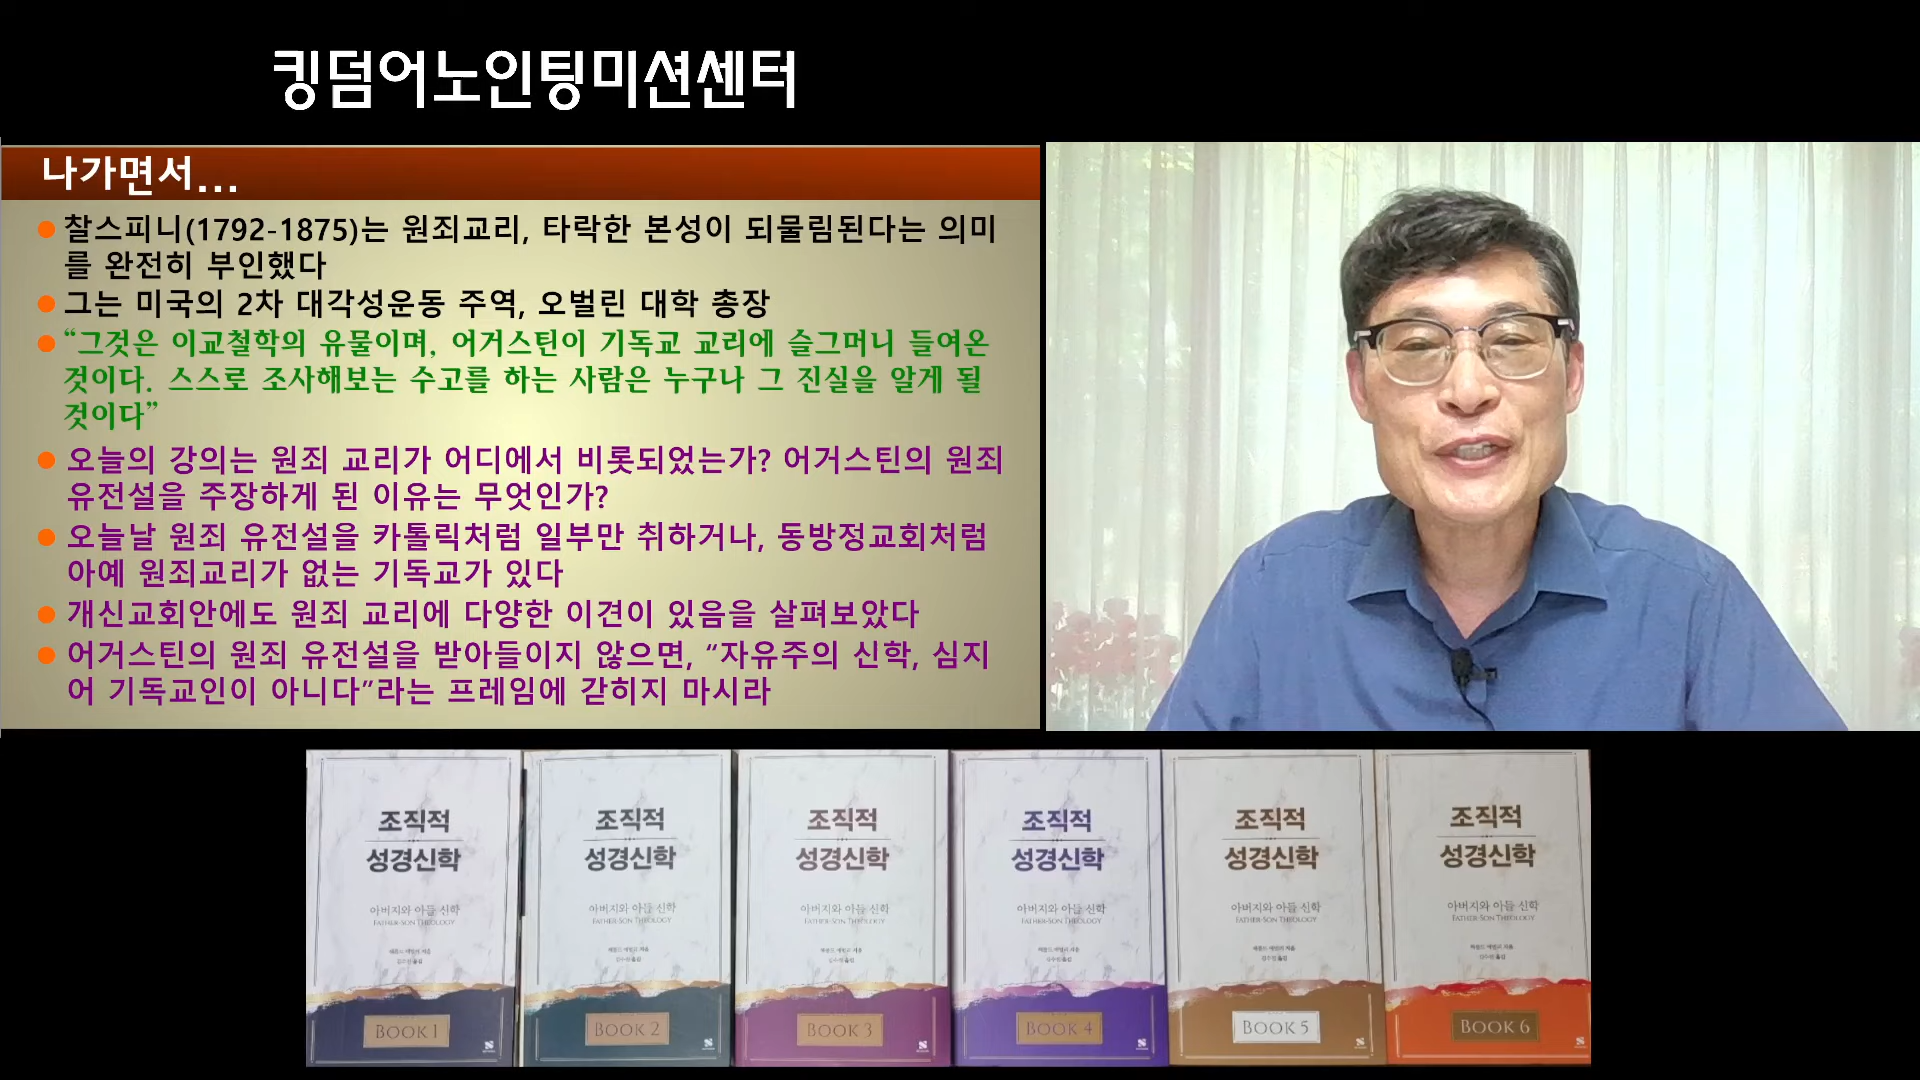 킹덤어노인팅미션센터
나가면서...
찰스피니(1792-1875)는 원죄교리, 타락한 본성이 되물림된다는 의미
를 완전히 부인했다
그는 미국의 2차 대각성운동 주역, 오벌린 대학 총장
“그것은 이교철학의 유물이며, 어거스틴이 기독교 교리에 슬그머니 들여온
것이다. 스스로 조사해보는 수고를 하는 사람은 누구나 그 진실을 알게 될
것이다”
오늘의 강의는 원죄 교리가 어디에서 비롯되었는가? 어거스틴의 원죄
유전설을 주장하게 된 이유는 무엇인가?
오늘날 원죄 유전설을 카톨릭처럼 일부만 취하거나, 동방정교회처럼
아예 원죄교리가 없는 기독교가 있다
개신교회안에도 원죄 교리에 다양한 이견이 있음을 살펴보았다
어거스틴의 원죄 유전설을 받아들이지 않으면, “자유주의 신학, 심지
어 기독교인이 아니다”라는 프레임에 갇히지 마시라
조직적
성경신학
아버지와 아들 신학
FATHER-SON THEOLOGY
BOOK 1
조직적
성경신학
아버지와 아들 신학
FATHER-SON THEOLOGY
BOOK 2
조직적
성경신학
아버지와 아들 신학
FATHER-SON THEOLOGY
BOOK 3
조직적
성경신학
아버지와 아들 신학
FATHER-SON THEOLOGY
BOOK 4
조직적
성경신학
아버지와 아들 신학
FATHER-SON THEOLOGY
BOOK 5
조직적
성경신학
아버지와 아들 신학
FATHER-SON THEOLOGY
BOOK 6